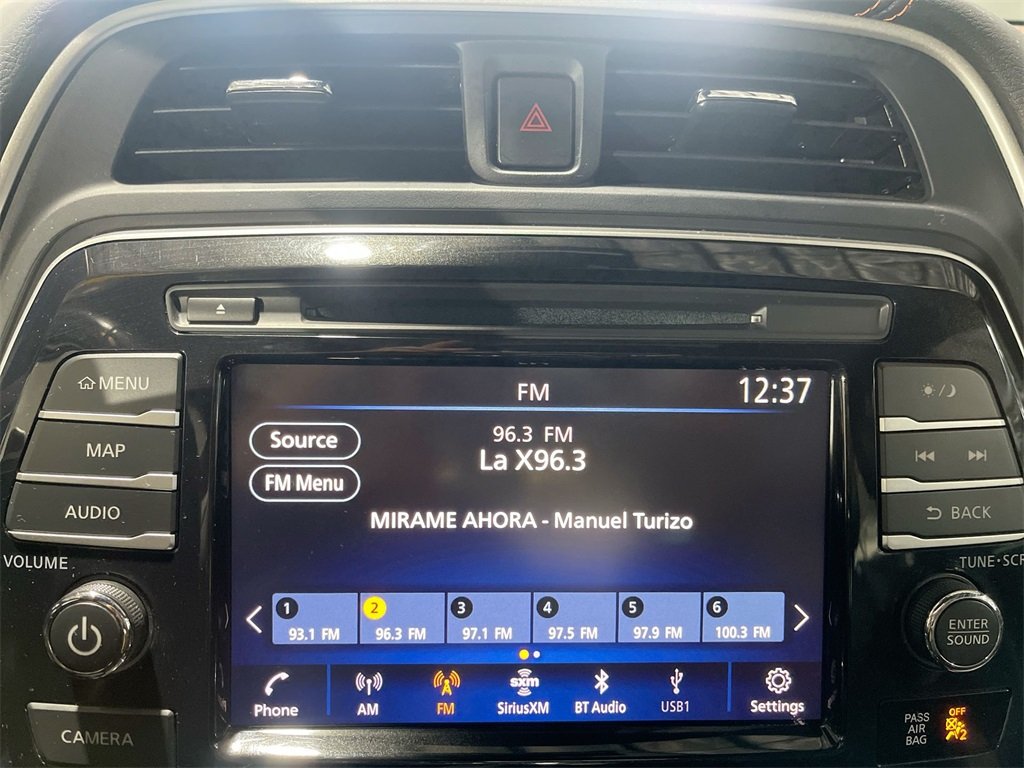 MENU
MAP
AUDIO
VOLUME
CAMERA
FM
12:37
Source
FM Menu
96.3 FM
La X96.3
MIRAME AHORA - Manuel Turizo
1 2 3 4 5 6
93.1 FM 96.3 FM 97.1 FM 97.5 FM 97.9 FM 100.3 FM
sxm
Phone AM FM SiriusXM BT Audio USB1 Settings
BACK
TUNE·SCR
ENTER
SOUND
PASS
AIR
BAG
OFF
2